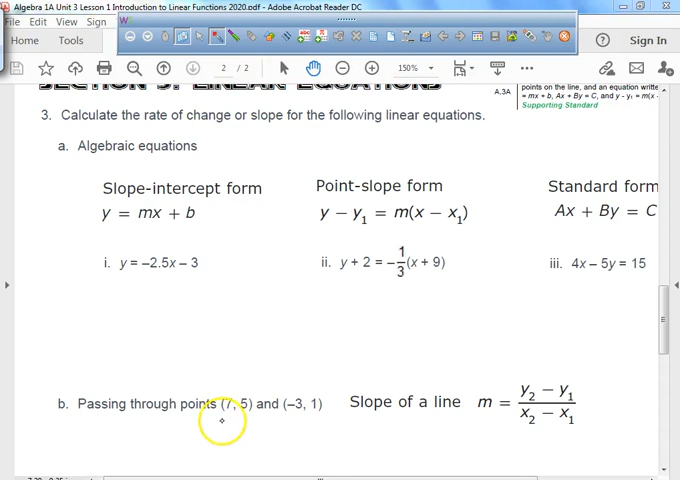 Algebra 1A Unit 3 Lesson 1 Introduction to Linear Functions 2020.pdf - Adobe Acrobat Reader DC
File Edit View Sign
Home Tools Sign In
2 / 2 150%
SECTION 3: LINEAR EQUATIONS
A.3A
points on the line, and an equation writte
= mx + b, Ax + By = C, and y - y₁ = m(x -
Supporting Standard
3. Calculate the rate of change or slope for the following linear equations.
a. Algebraic equations
Slope-intercept form Point-slope form Standard form
y = mx + b y − y₁ = m(x − x₁) Ax + By = C
i. y = −2.5x − 3 ii. y + 2 = −1/3(x + 9) iii. 4x − 5y = 15
b. Passing through points (7, 5) and (−3, 1) Slope of a line m = (y₂ − y₁)/(x₂ − x₁)